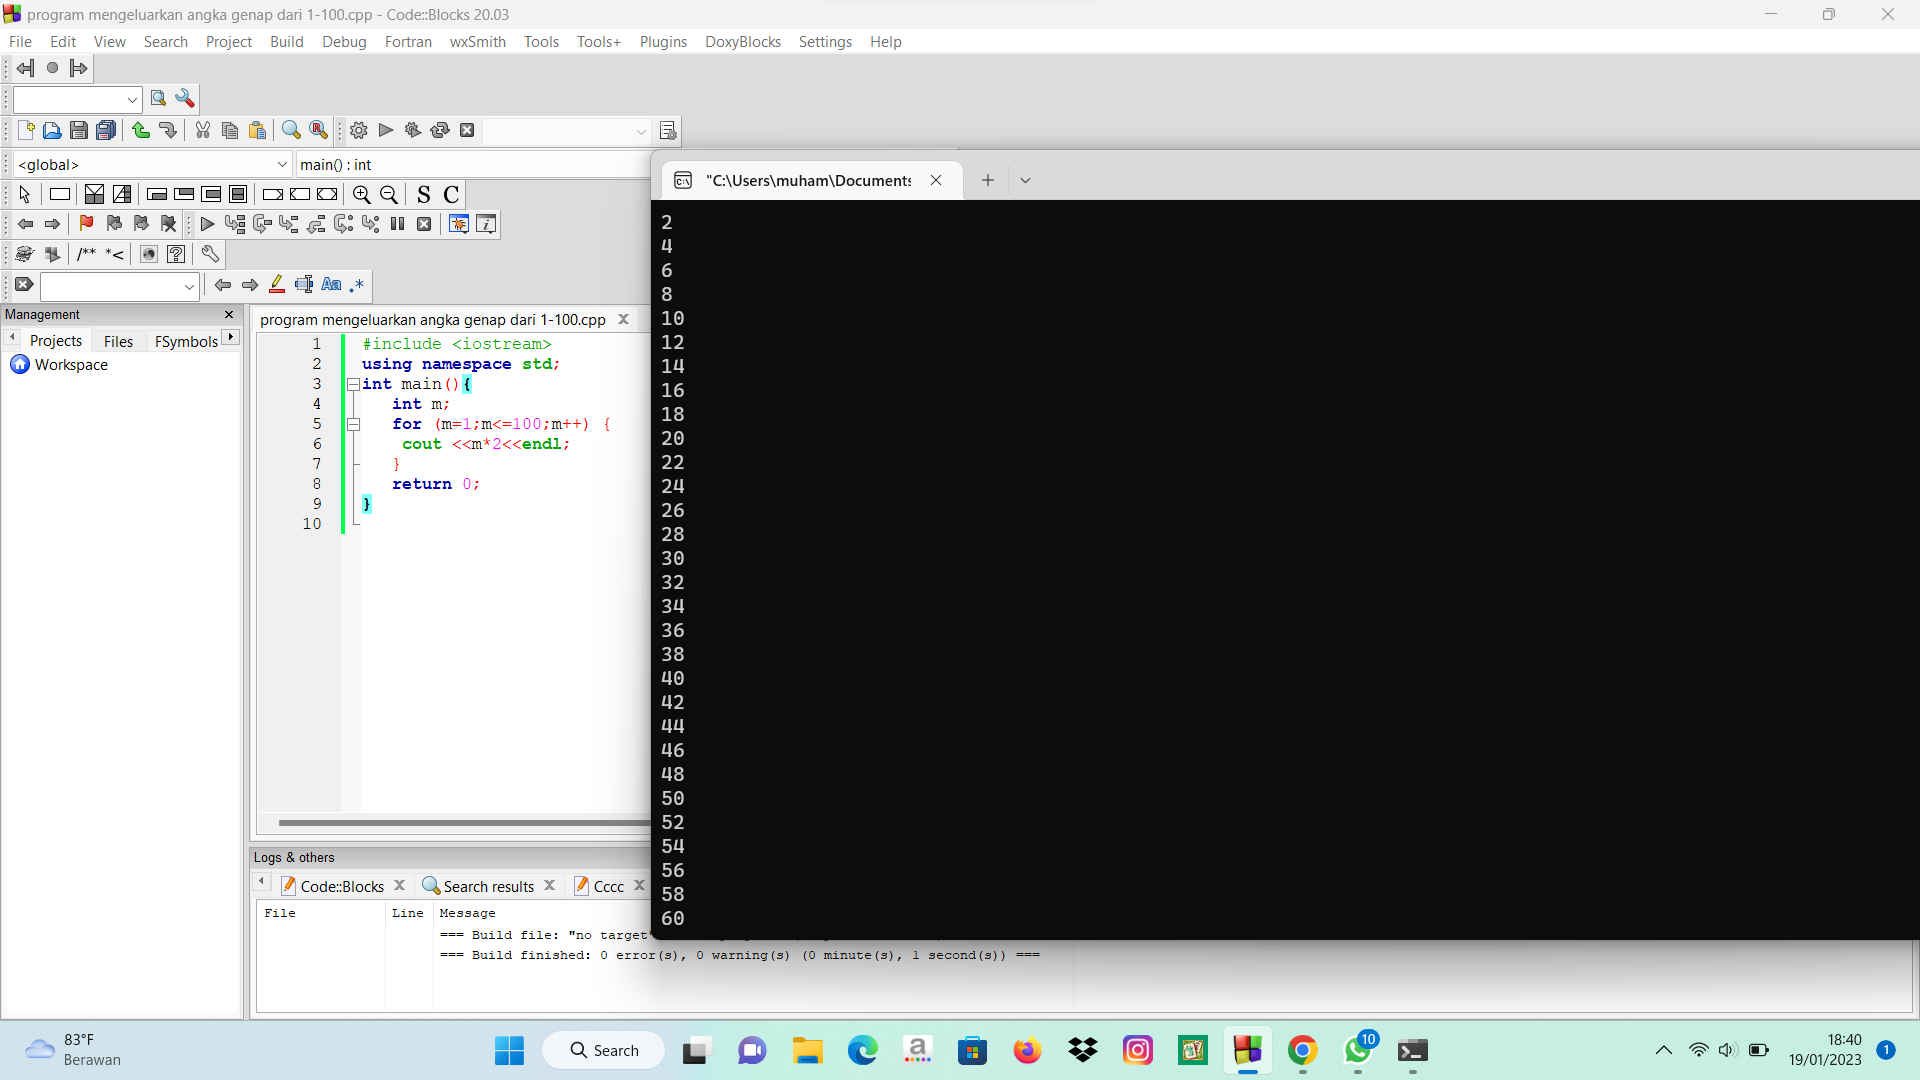 program mengeluarkan angka genap dari 1-100.cpp - Code::Blocks 20.03
File Edit View Search Project Build Debug Fortran wxSmith Tools Tools+ Plugins DoxyBlocks Settings Help
<global> main() : int
S C
/** *<
Aa .*
"C:\Users\muham\Documents
Management
Projects Files FSymbols
Workspace
program mengeluarkan angka genap dari 1-100.cpp
1 #include <iostream>
2 using namespace std;
3 int main(){
4 int m;
5 for (m=1;m<=100;m++) {
6 cout <<m*2<<endl;
7 }
8 return 0;
9 }
10
2
4
6
8
10
12
14
16
18
20
22
24
26
28
30
32
34
36
38
40
42
44
46
48
50
52
54
56
58
60
Logs & others
Code::Blocks Search results Cccc
File Line Message
=== Build file: "no target"
=== Build finished: 0 error(s), 0 warning(s) (0 minute(s), 1 second(s)) ===
83°F
Berawan
Search
a
10
18:40
19/01/2023
1